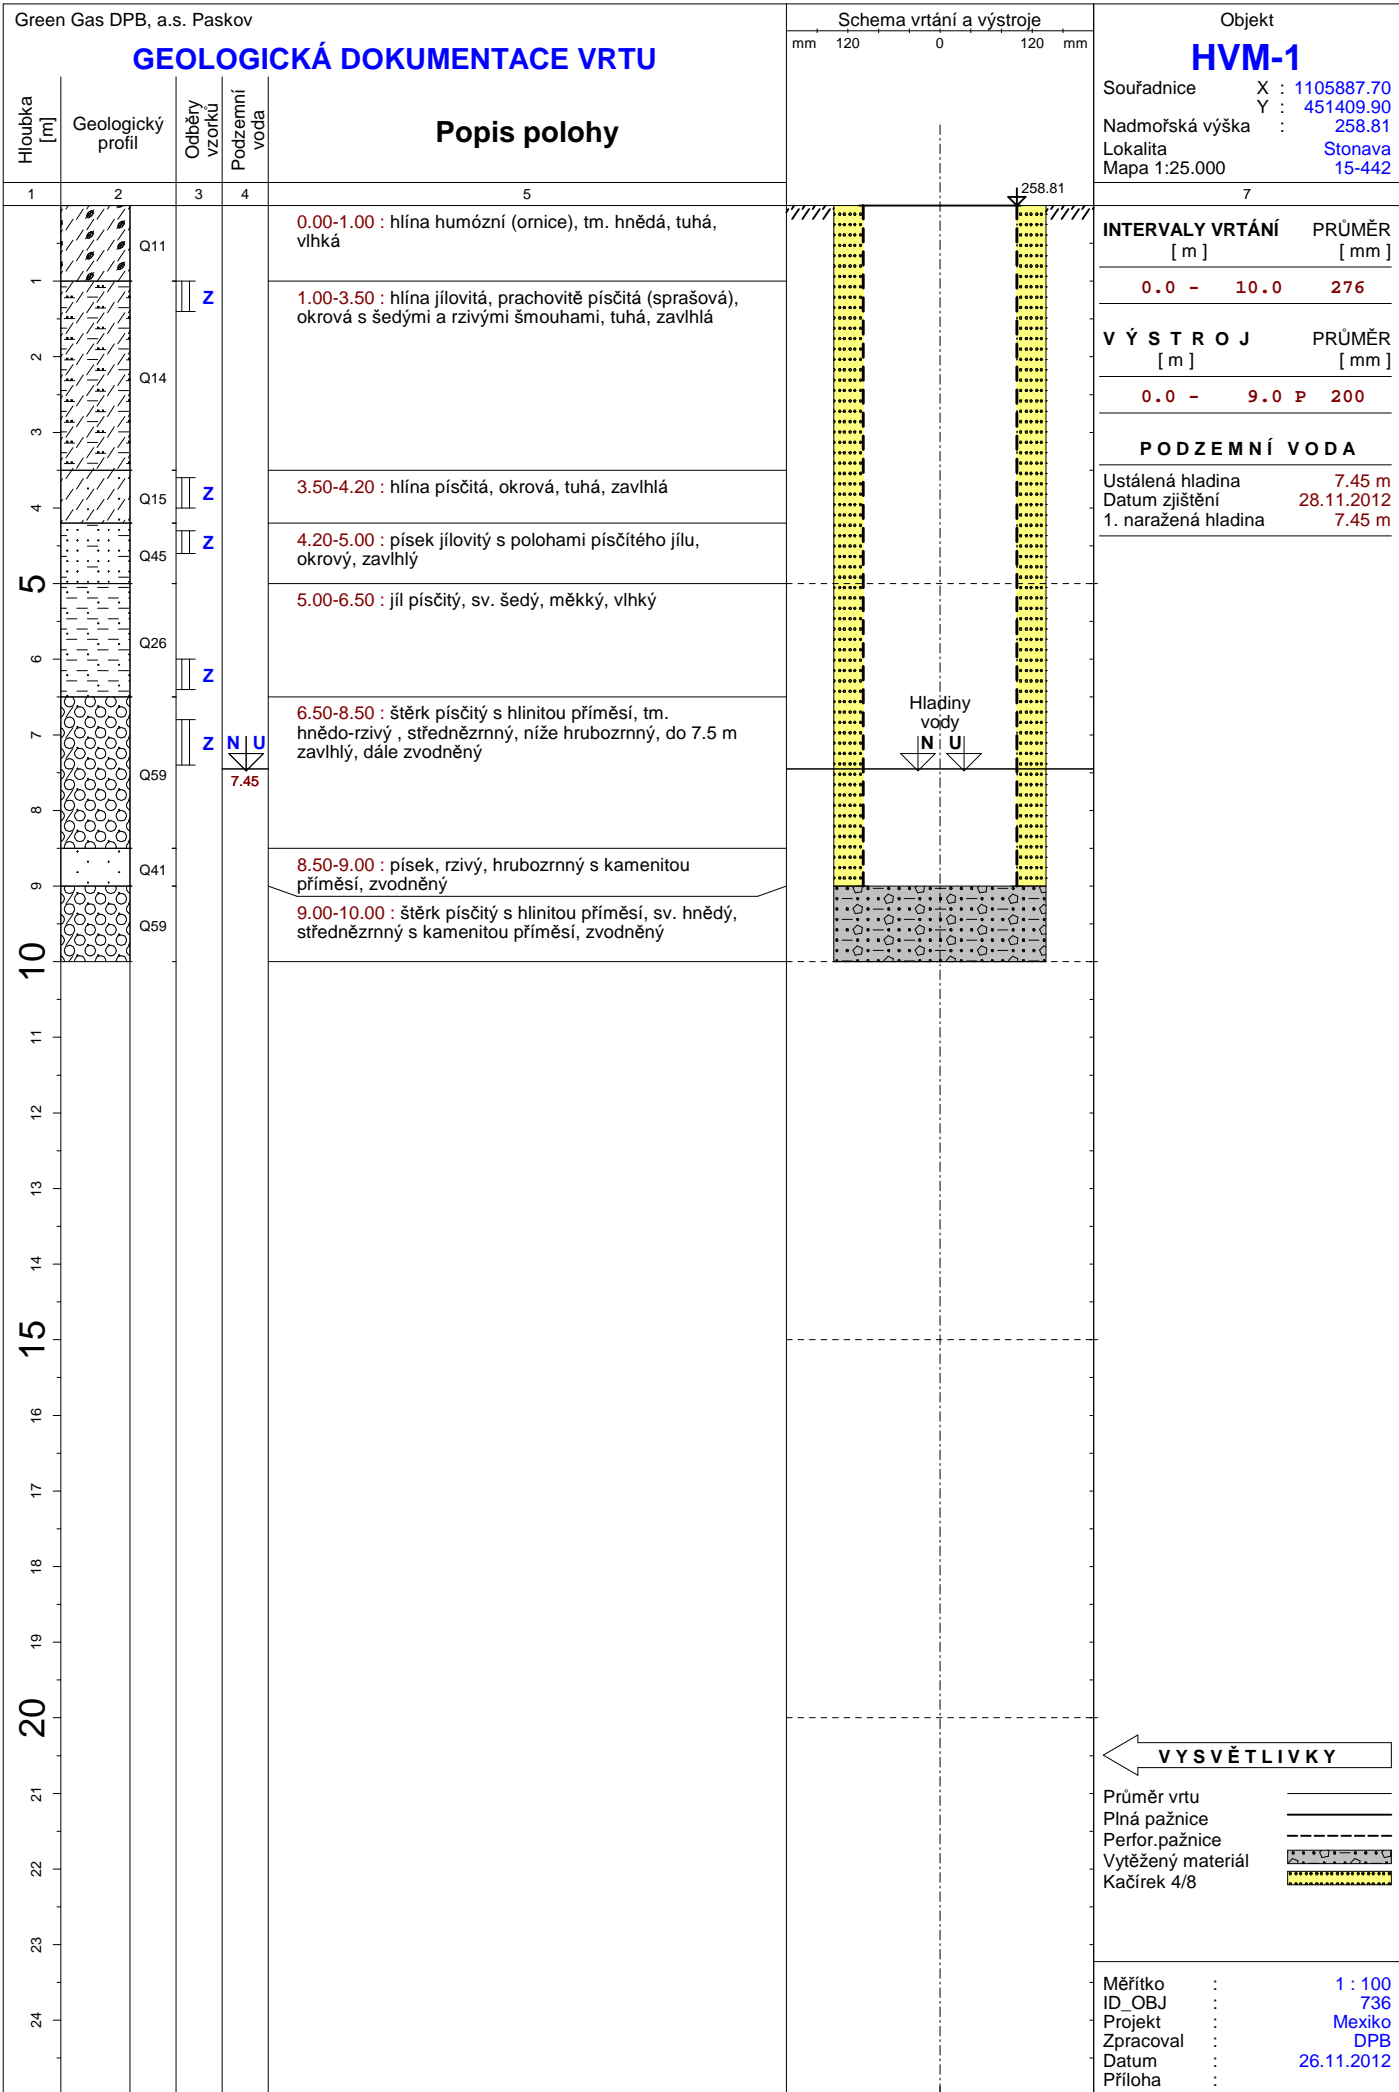 Green Gas DPB, a.s. Paskov
GEOLOGICKÁ DOKUMENTACE VRTU
Hloubka
[m]
Geologický
profil
Odběry
vzorků
Podzemní
voda
Popis polohy
Schema vrtání a výstroje
mm 120 0 120 mm
Objekt
HVM-1
Souřadnice X : 1105887.70
Y : 451409.90
Nadmořská výška : 258.81
Lokalita Stonava
Mapa 1:25.000 15-442
1 2 3 4 5 7
258.81
Q11
0.00-1.00 : hlína humózní (ornice), tm. hnědá, tuhá,
vlhká
1
Z
1.00-3.50 : hlína jílovitá, prachovitě písčitá (sprašová),
okrová s šedými a rzivými šmouhami, tuhá, zavlhlá
2
Q14
3
Q15
Z
3.50-4.20 : hlína písčitá, okrová, tuhá, zavlhlá
4
Z
Q45
4.20-5.00 : písek jílovitý s polohami písčítého jílu,
okrový, zavlhlý
5
5.00-6.50 : jíl písčitý, sv. šedý, měkký, vlhký
Q26
6
Z
6.50-8.50 : štěrk písčitý s hlinitou příměsí, tm.
hnědo-rzivý , střednězrnný, níže hrubozrnný, do 7.5 m
zavlhlý, dále zvodněný
7
Z N U
Q59
7.45
Hladiny
vody
N U
8
8.50-9.00 : písek, rzivý, hrubozrnný s kamenitou
příměsí, zvodněný
Q41
9
9.00-10.00 : štěrk písčitý s hlinitou příměsí, sv. hnědý,
střednězrnný s kamenitou příměsí, zvodněný
Q59
10
11
12
13
14
15
16
17
18
19
20
21
22
23
24
INTERVALY VRTÁNÍ PRŮMĚR
[ m ] [ mm ]
0.0 - 10.0 276
V Ý S T R O J PRŮMĚR
[ m ] [ mm ]
0.0 - 9.0 P 200
PODZEMNÍ VODA
Ustálená hladina 7.45 m
Datum zjištění 28.11.2012
1. naražená hladina 7.45 m
VYSVĚTLIVKY
Průměr vrtu
Plná pažnice
Perfor.pažnice
Vytěžený materiál
Kačírek 4/8
Měřítko : 1 : 100
ID_OBJ : 736
Projekt : Mexiko
Zpracoval : DPB
Datum : 26.11.2012
Příloha :